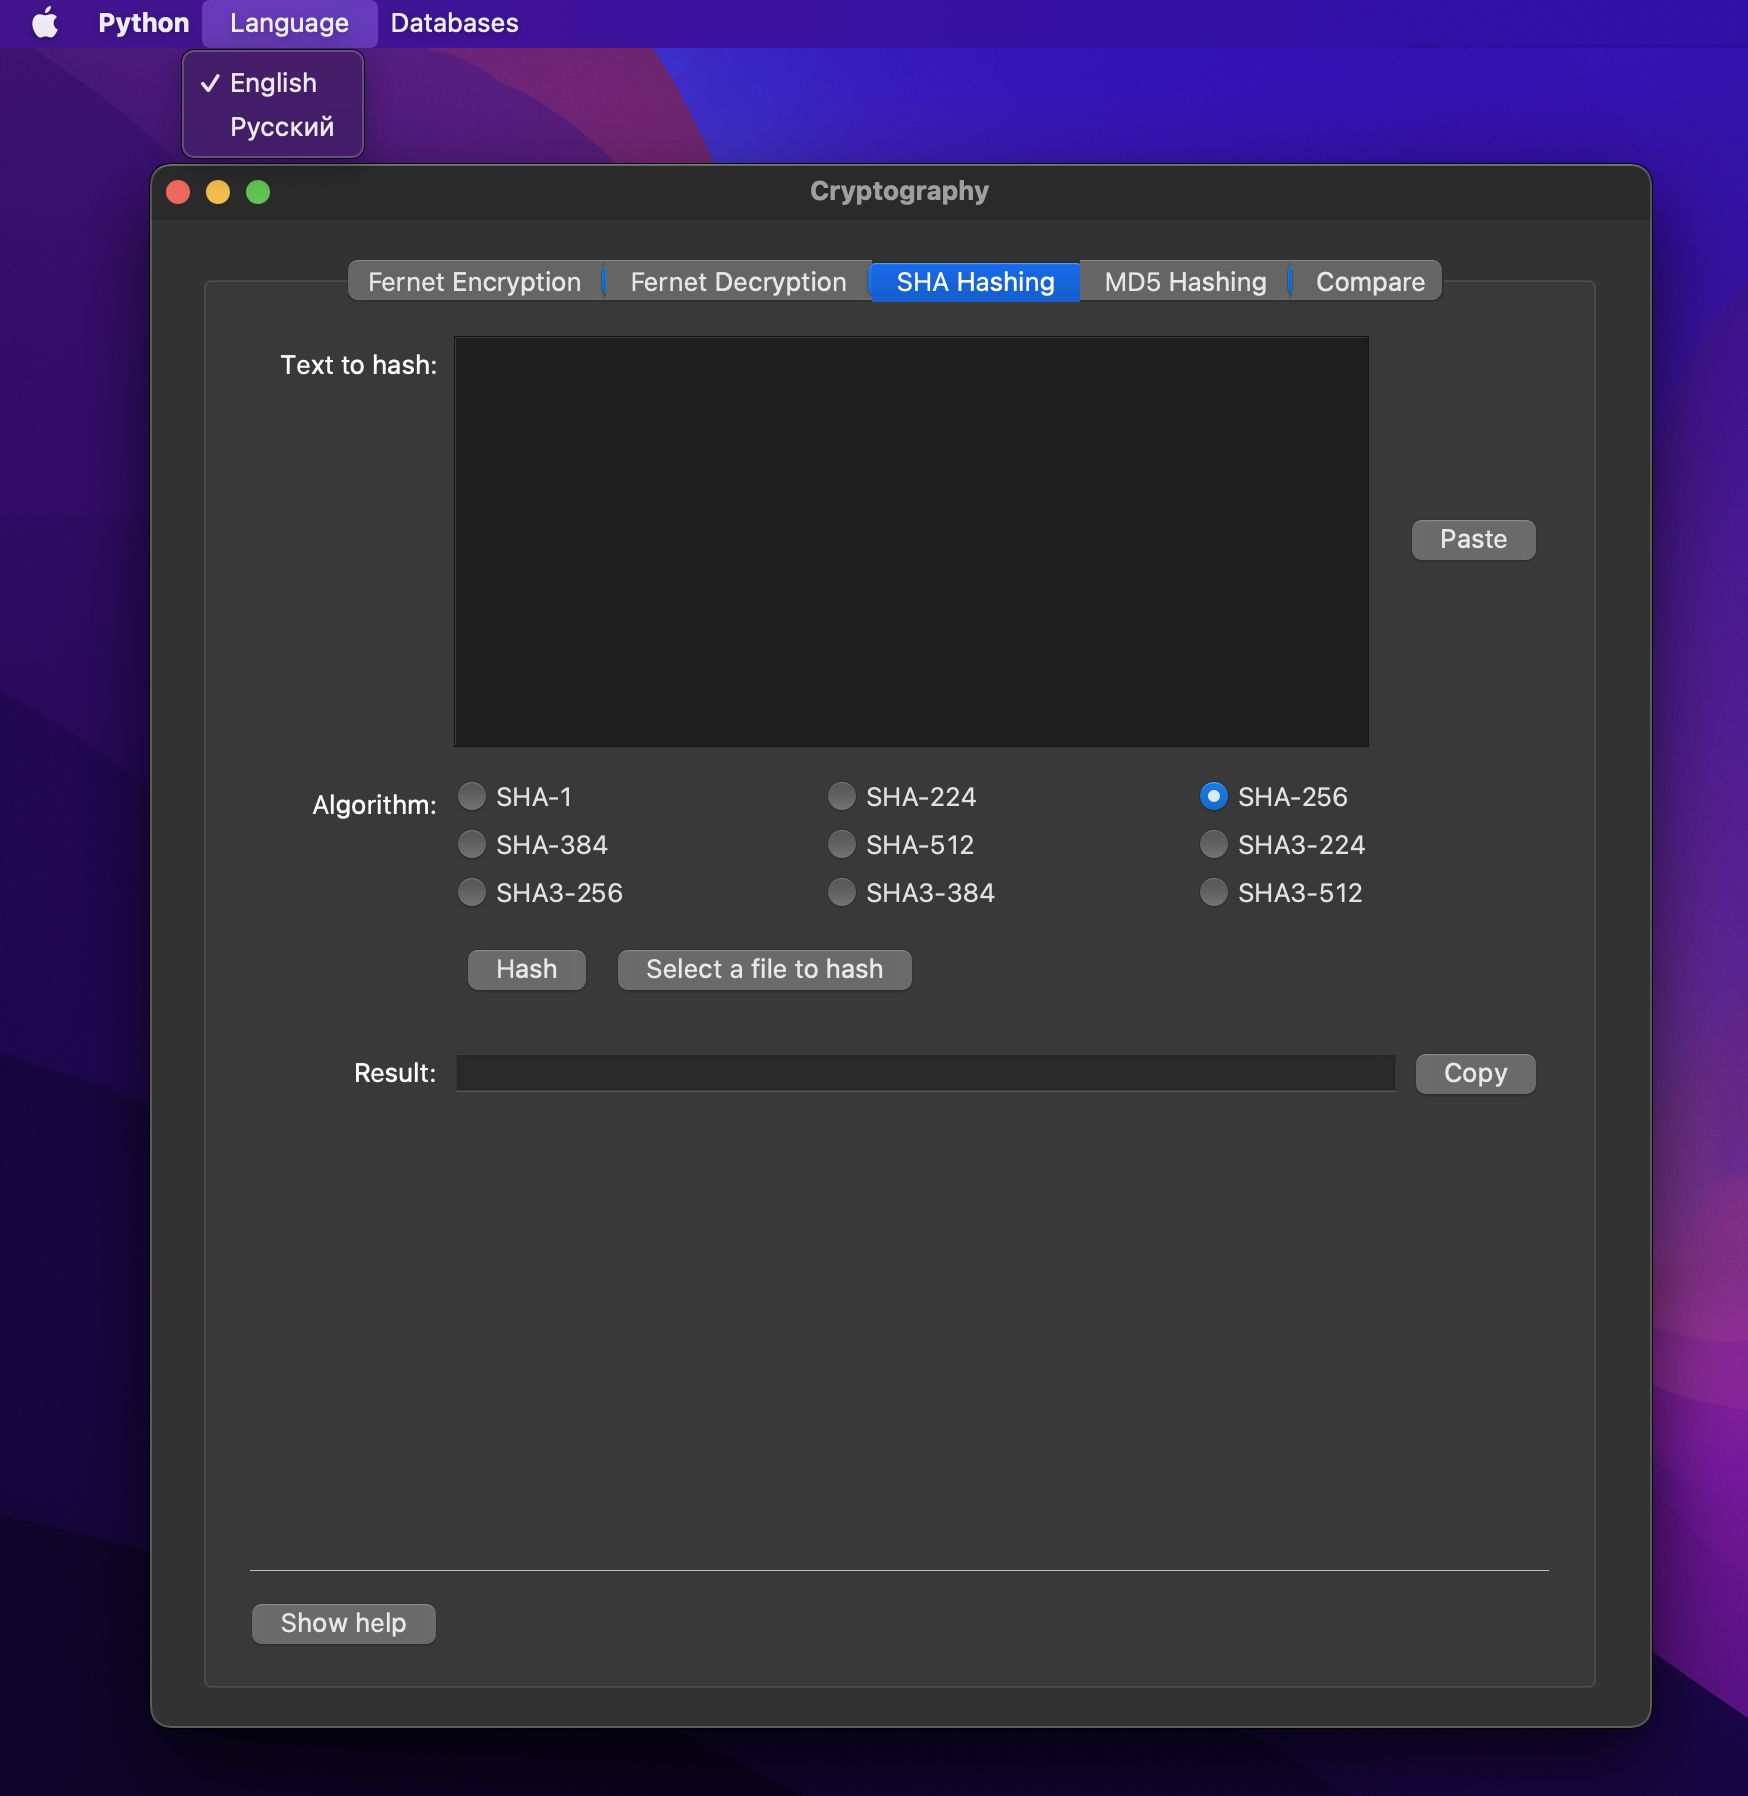 Python Language Databases
✓ English
Русский
Cryptography
Fernet Encryption Fernet Decryption SHA Hashing MD5 Hashing Compare
Text to hash:
Paste
Algorithm:
SHA-1 SHA-224 SHA-256
SHA-384 SHA-512 SHA3-224
SHA3-256 SHA3-384 SHA3-512
Hash Select a file to hash
Result:
Copy
Show help